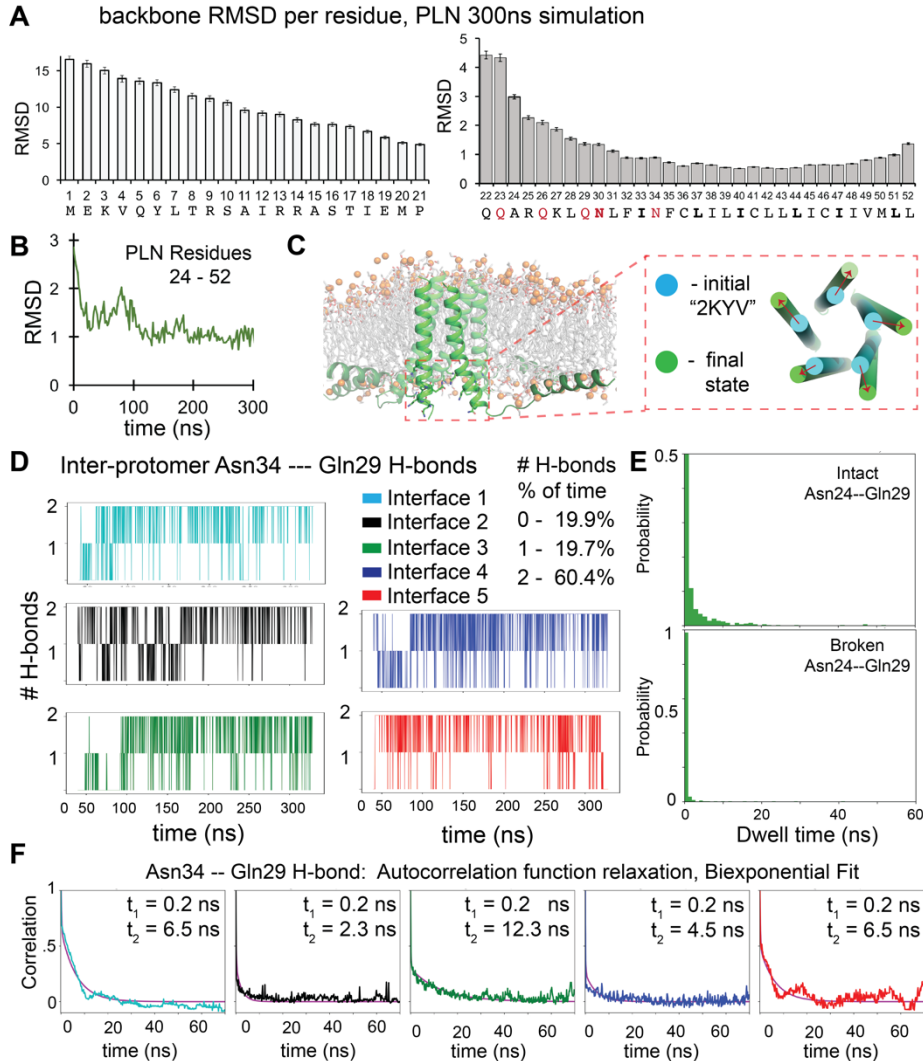 A backbone RMSD per residue, PLN 300ns simulation
RMSD
15
10
5
0
1 2 3 4 5 6 7 8 9 10 11 12 13 14 15 16 17 18 19 20 21
M E K V Q Y L T R S A I R R A S T I E M P
RMSD
5
4
3
2
1
0
22 23 24 25 26 27 28 29 30 31 32 33 34 35 36 37 38 39 40 41 42 43 44 45 46 47 48 49 50 51 52
Q Q A R Q K L Q N L F I N F C L I L I C L L L L I C I I V M L L
B
PLN Residues
24 - 52
RMSD
3
2
1
0
0 100 200 300
time (ns)
C
- initial
"2KYV"
- final
state
D Inter-protomer Asn34 --- Gln29 H-bonds
Interface 1
Interface 2
Interface 3
Interface 4
Interface 5
# H-bonds
% of time
0 - 19.9%
1 - 19.7%
2 - 60.4%
# H-bonds
2
1
2
1
2
1
0 50 100 150 200 250 300
time (ns)
2
1
2
1
0 50 100 150 200 250 300
time (ns)
E
Probability
0.5
0
Intact
Asn24--Gln29
Probability
1
0
Broken
Asn24--Gln29
0 20 40 60
Dwell time (ns)
F
Asn34 -- Gln29 H-bond: Autocorrelation function relaxation, Biexponential Fit
Correlation
1
.5
0
t1 = 0.2 ns
t2 = 6.5 ns
t1 = 0.2 ns
t2 = 2.3 ns
t1 = 0.2 ns
t2 = 12.3 ns
t1 = 0.2 ns
t2 = 4.5 ns
t1 = 0.2 ns
t2 = 6.5 ns
0 20 40 60
time (ns)
0 20 40 60
time (ns)
0 20 40 60
time (ns)
0 20 40 60
time (ns)
0 20 40 60
time (ns)